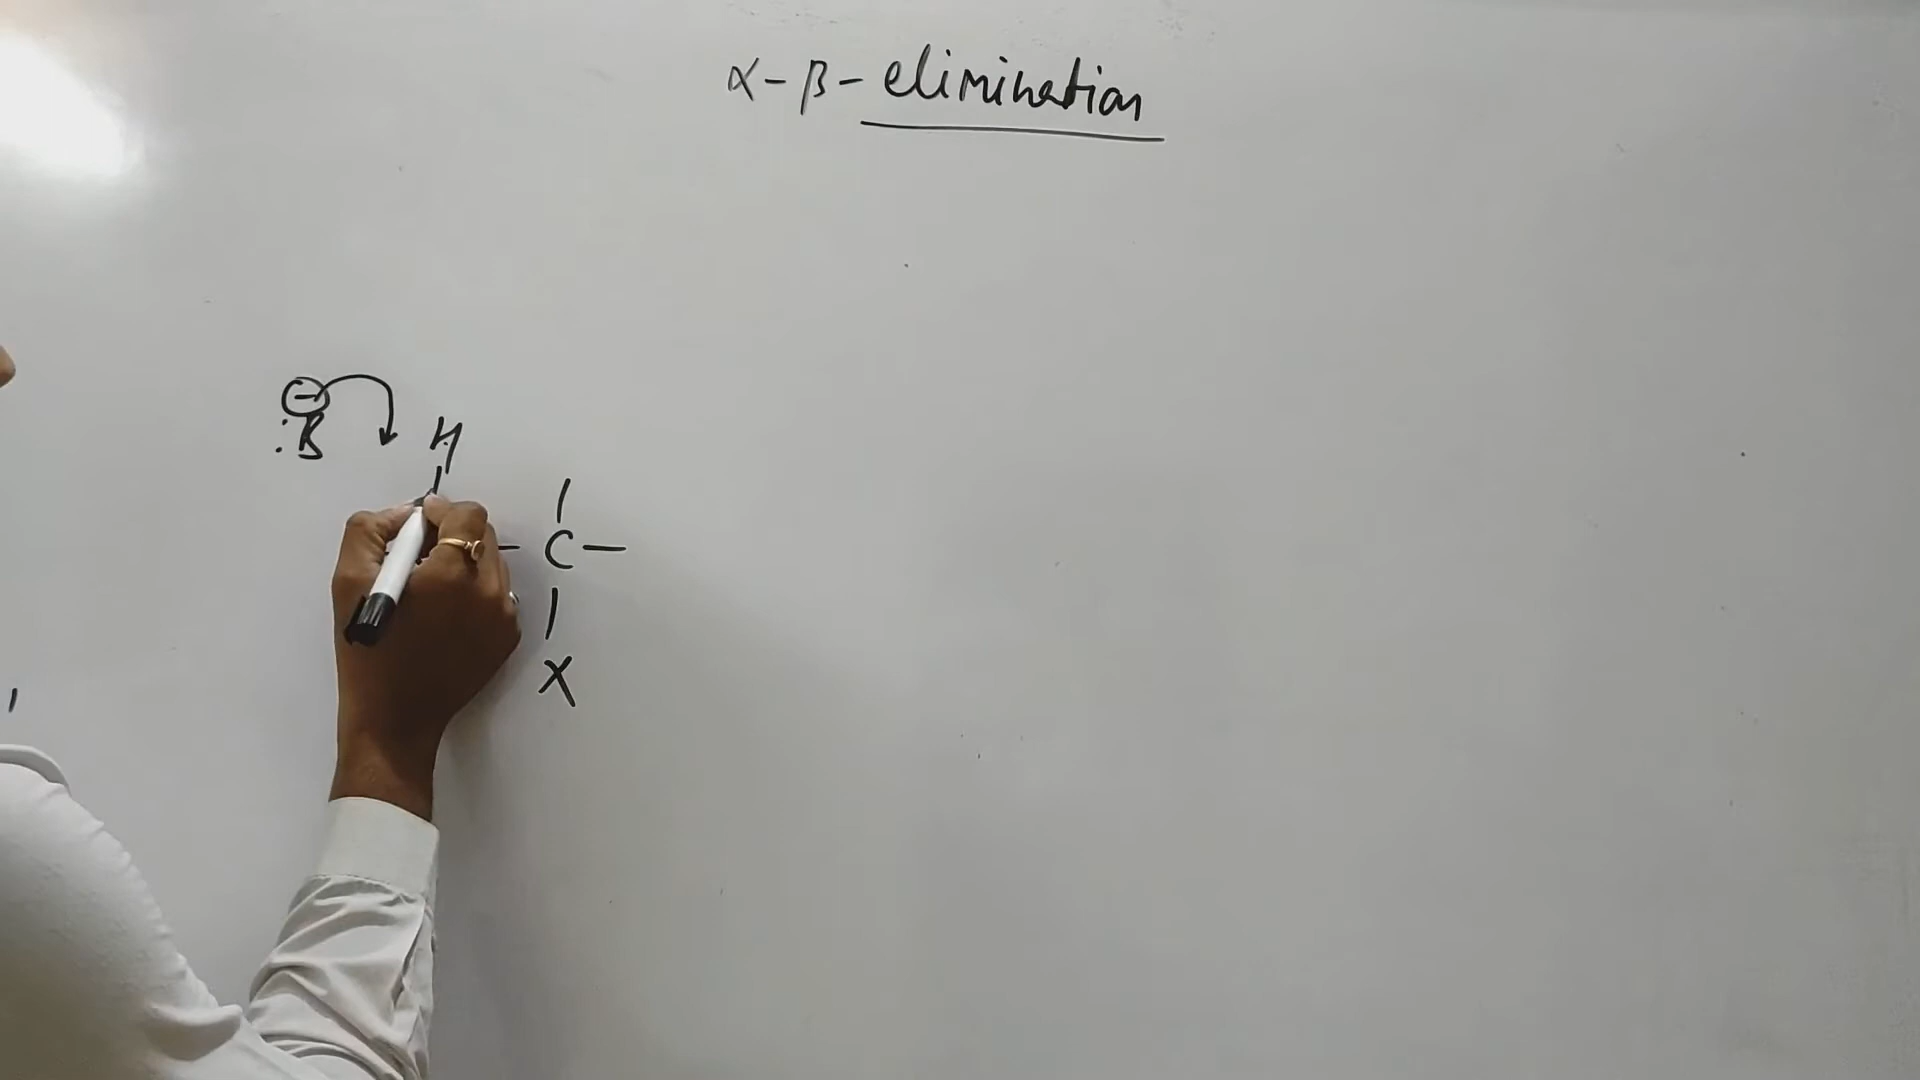 α-β-elimination
⊖
:B H
C
X